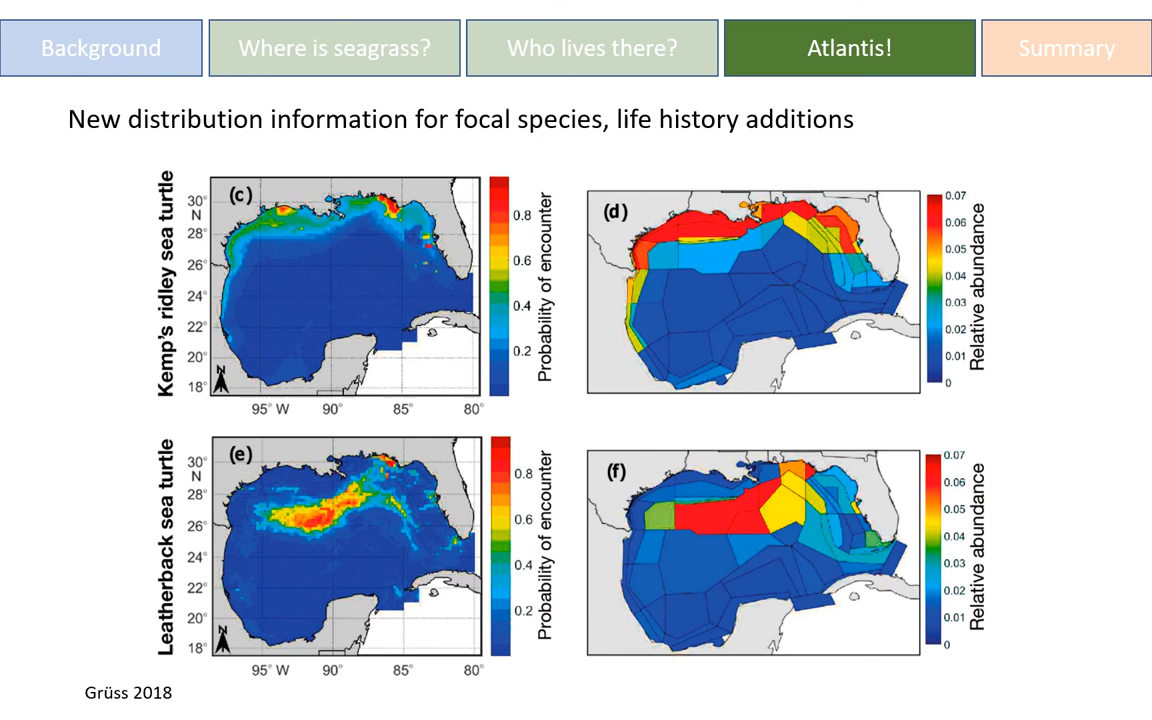 Background
Where is seagrass?
Who lives there?
Atlantis!
Summary
New distribution information for focal species, life history additions
Kemp's ridley sea turtle
(c)
30°
N
28°
26°
24°
22°
20°
18°
N
95° W
90°
85°
80°
0.8
0.6
0.4
0.2
Probability of encounter
(d)
0.07
0.06
0.05
0.04
0.03
0.02
0.01
0
Relative abundance
Leatherback sea turtle
(e)
30°
N
28°
26°
24°
22°
20°
18°
N
95° W
90°
85°
80°
0.8
0.6
0.4
0.2
Probability of encounter
(f)
0.07
0.06
0.05
0.04
0.03
0.02
0.01
0
Relative abundance
Grüss 2018